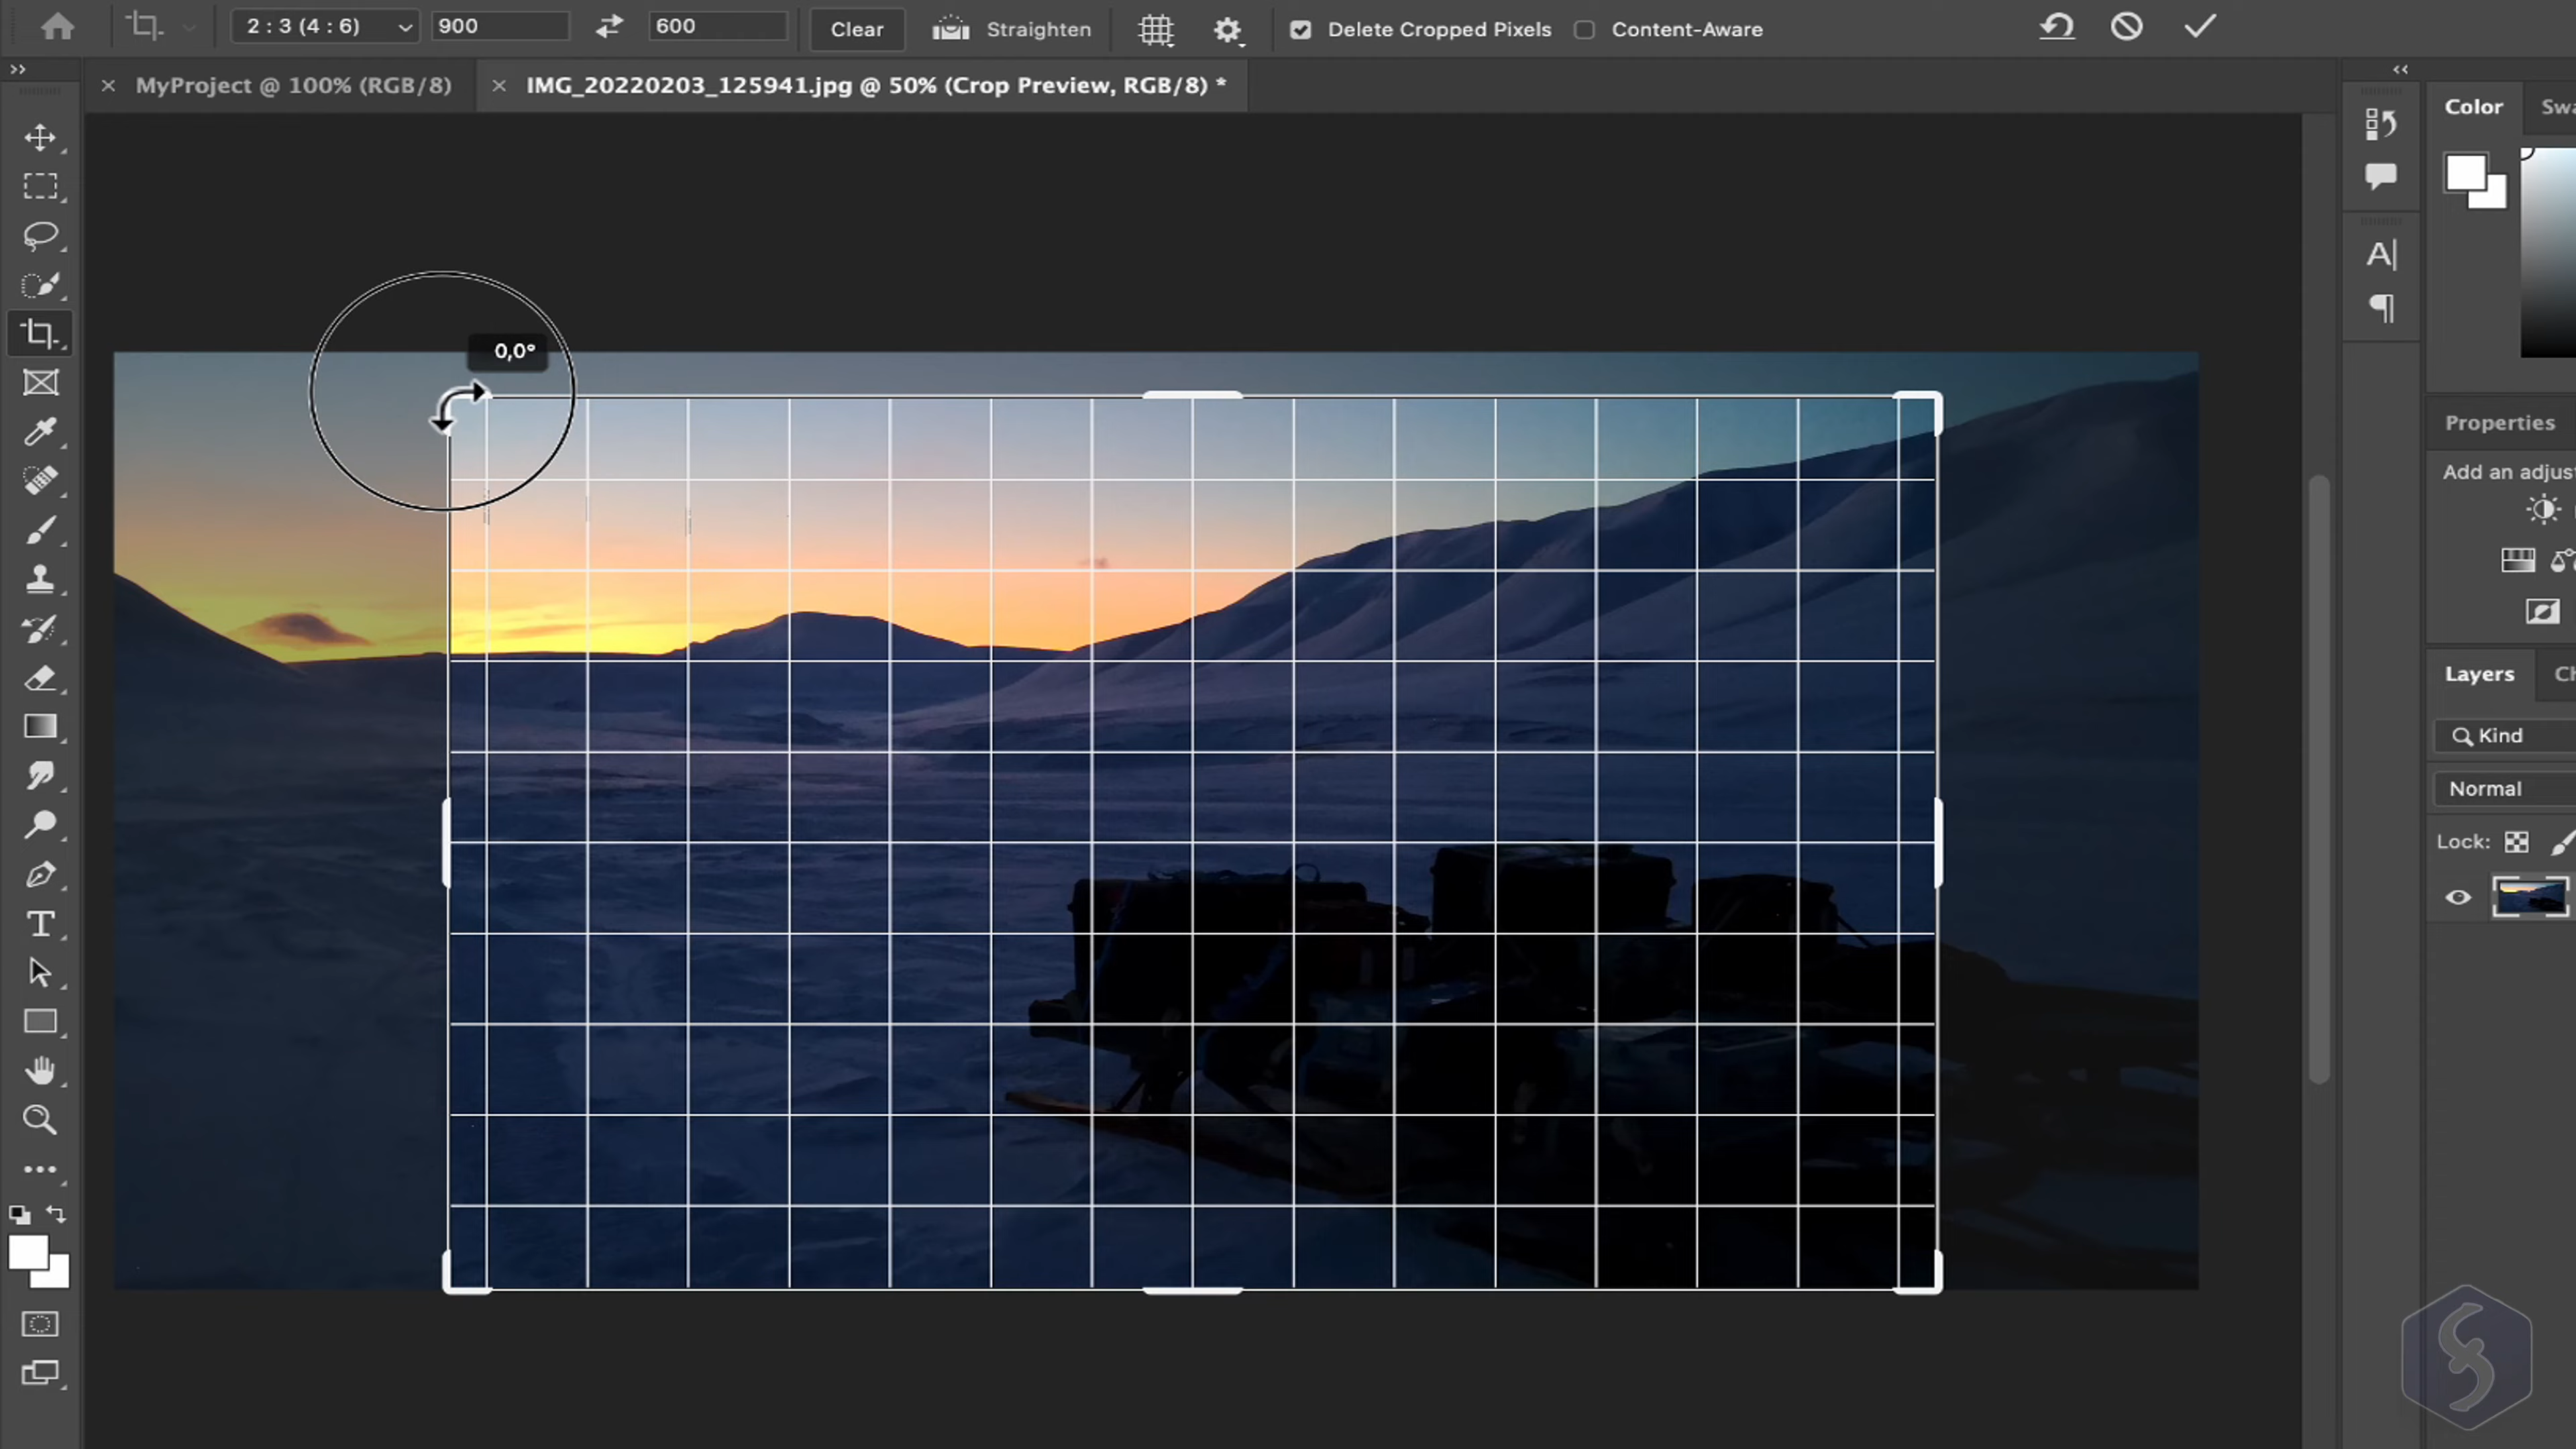 2 : 3 (4 : 6) 900 600 Clear Straighten Delete Cropped Pixels Content-Aware
MyProject @ 100% (RGB/8) IMG_20220203_125941.jpg @ 50% (Crop Preview, RGB/8) *
Color Swa
0,0°
Properties
Add an adjus
Layers Ch
Kind
Normal
Lock: